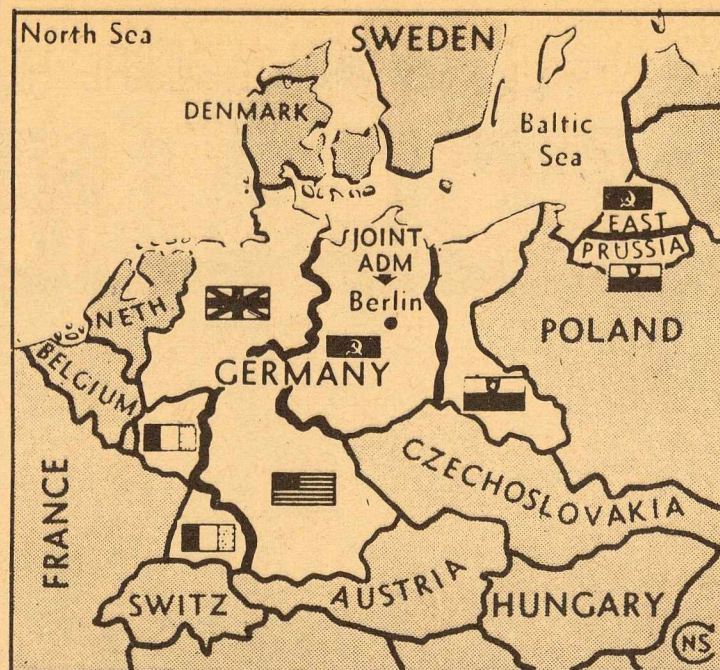 North Sea
SWEDEN
DENMARK
Baltic
Sea
EAST
PRUSSIA
JOINT
ADM
Berlin
NETH
BELGIUM
GERMANY
POLAND
FRANCE
CZECHOSLOVAKIA
SWITZ
AUSTRIA
HUNGARY
NS